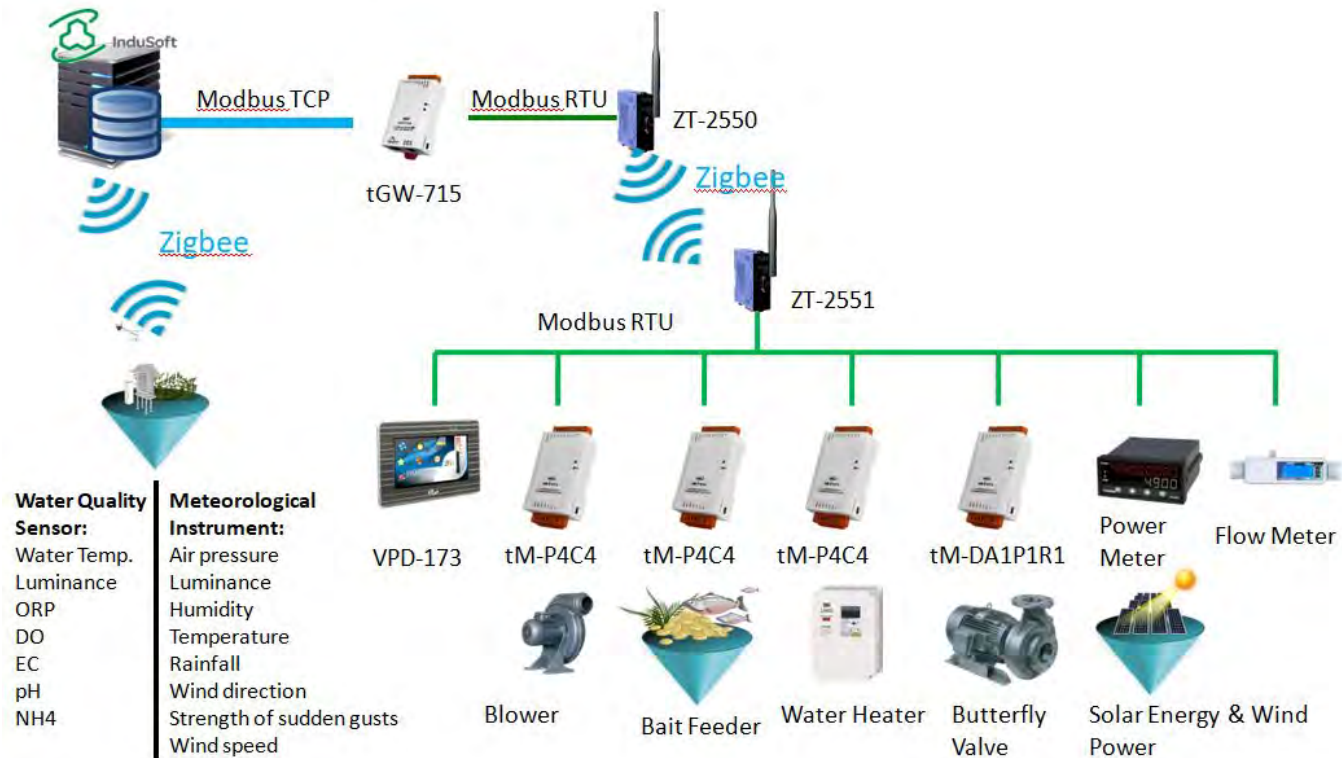 InduSoft
Modbus TCP
Modbus RTU
ZT-2550
tGW-715
Zigbee
Zigbee
ZT-2551
Modbus RTU
Water Quality
Sensor:
Water Temp.
Luminance
ORP
DO
EC
pH
NH4
Meteorological
Instrument:
Air pressure
Luminance
Humidity
Temperature
Rainfall
Wind direction
Strength of sudden gusts
Wind speed
VPD-173
tM-P4C4
tM-P4C4
tM-P4C4
tM-DA1P1R1
4900
Power
Meter
Flow Meter
Blower
Bait Feeder
Water Heater
Butterfly
Valve
Solar Energy & Wind
Power